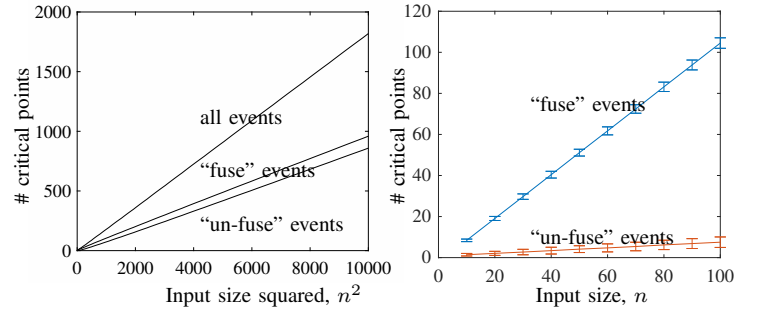 2000
1500
1000
500
0
# critical points
all events
“fuse” events
“un-fuse” events
0 2000 4000 6000 8000 10000
Input size squared, n²
120
100
80
60
40
20
0
# critical points
“fuse” events
“un-fuse” events
0 20 40 60 80 100
Input size, n